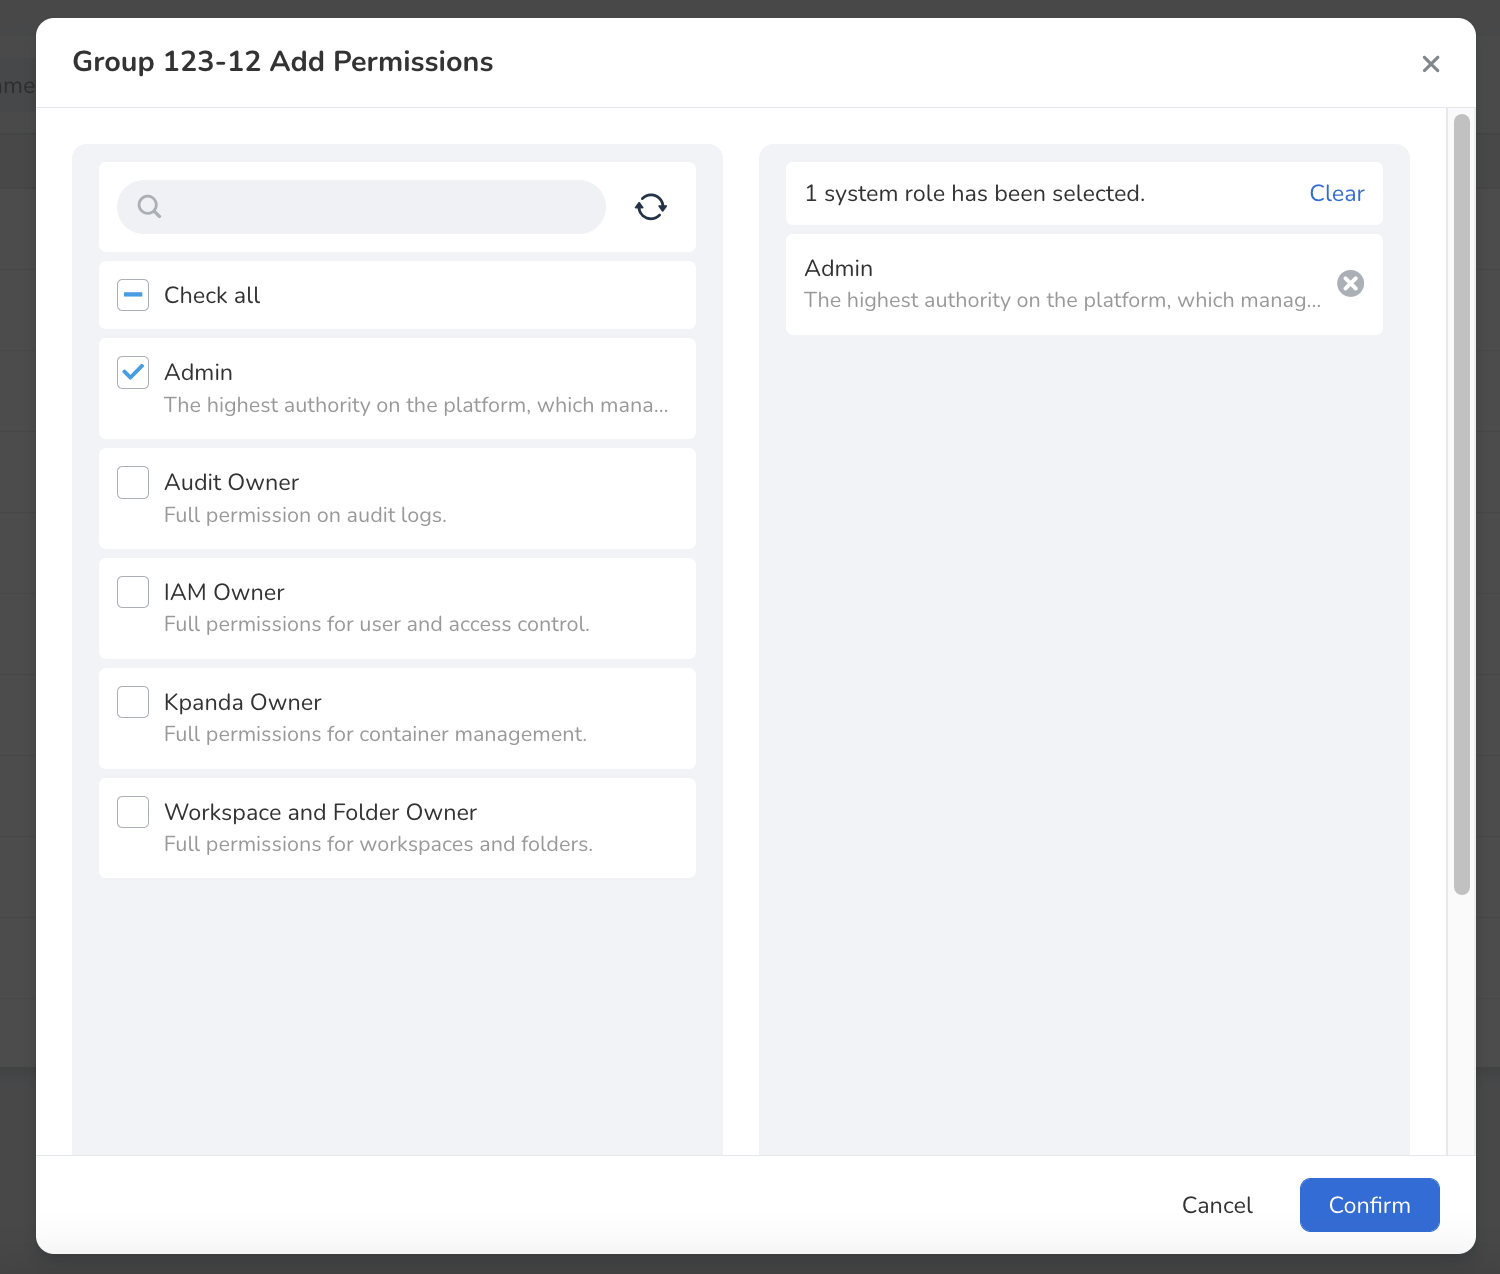 Group 123-12 Add Permissions
Check all
Admin
The highest authority on the platform, which mana...
Audit Owner
Full permission on audit logs.
IAM Owner
Full permissions for user and access control.
Kpanda Owner
Full permissions for container management.
Workspace and Folder Owner
Full permissions for workspaces and folders.
1 system role has been selected.
Clear
Admin
The highest authority on the platform, which manag...
Cancel
Confirm